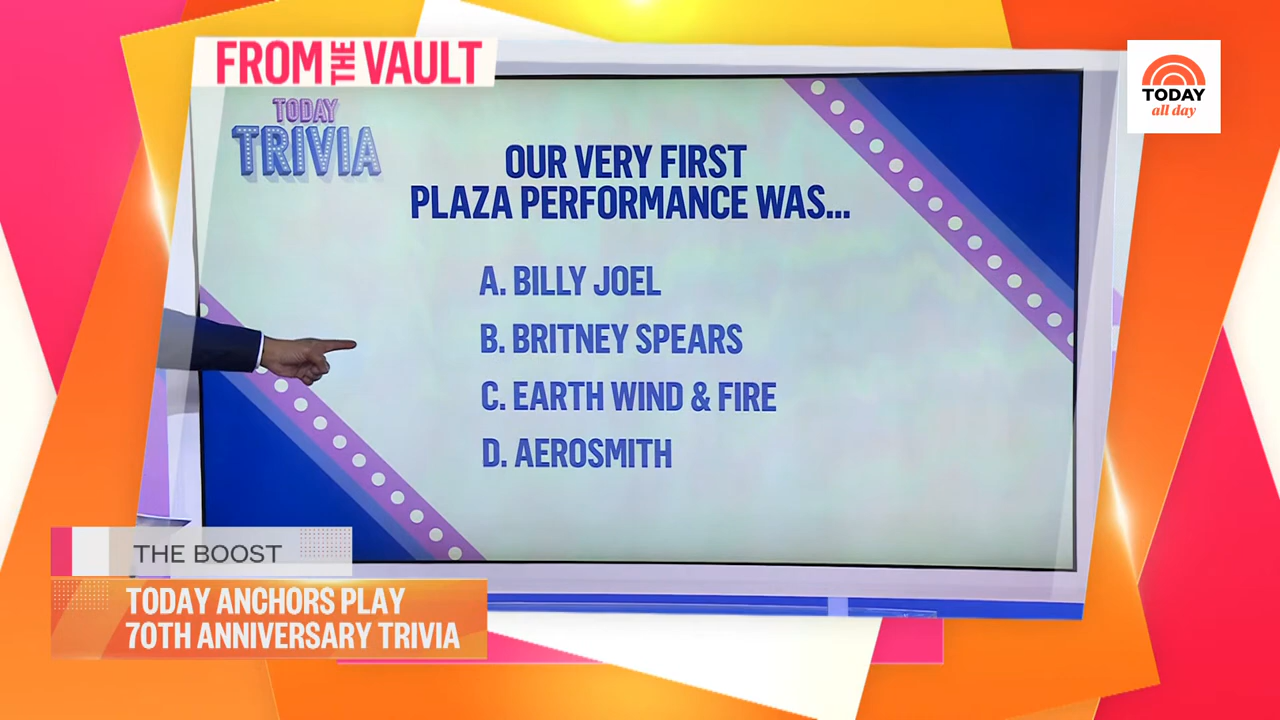 FROM THE VAULT
TODAY
all day
TODAY
TRIVIA
OUR VERY FIRST
PLAZA PERFORMANCE WAS...
A. BILLY JOEL
B. BRITNEY SPEARS
C. EARTH WIND & FIRE
D. AEROSMITH
THE BOOST
TODAY ANCHORS PLAY
70TH ANNIVERSARY TRIVIA